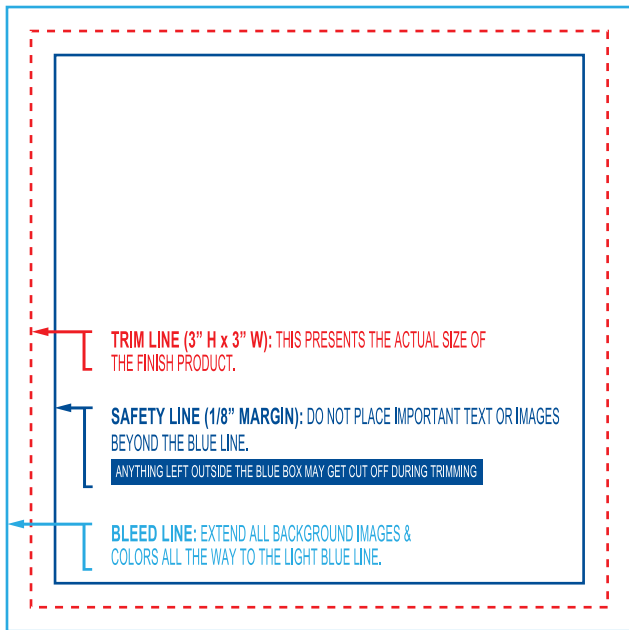 TRIM LINE (3” H x 3” W): THIS PRESENTS THE ACTUAL SIZE OF
THE FINISH PRODUCT.
SAFETY LINE (1/8” MARGIN): DO NOT PLACE IMPORTANT TEXT OR IMAGES
BEYOND THE BLUE LINE.
ANYTHING LEFT OUTSIDE THE BLUE BOX MAY GET CUT OFF DURING TRIMMING
BLEED LINE: EXTEND ALL BACKGROUND IMAGES &
COLORS ALL THE WAY TO THE LIGHT BLUE LINE.